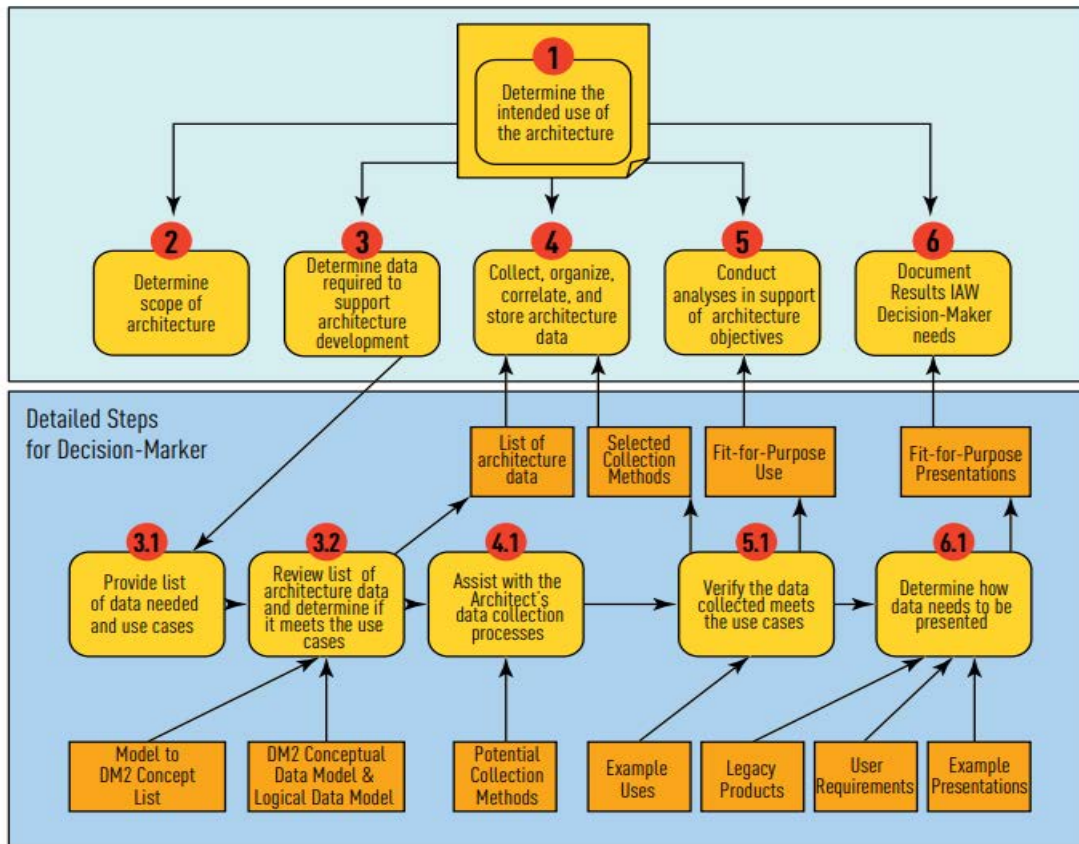 1
Determine the
intended use of
the architecture
2
Determine
scope of
architecture
3
Determine data
required to
support
architecture
development
4
Collect, organize,
correlate, and
store architecture
data
5
Conduct
analyses in support
of architecture
objectives
6
Document
Results IAW
Decision-Maker
needs
Detailed Steps
for Decision-Marker
List of
architecture
data
Selected
Collection
Methods
Fit-for-Purpose
Use
Fit-for-Purpose
Presentations
3.1
Provide list
of data needed
and use cases
3.2
Review list of
architecture data
and determine if
it meets the use
cases
4.1
Assist with the
Architect's
data collection
processes
5.1
Verify the data
collected meets
the use cases
6.1
Determine how
data needs to be
presented
Model to
DM2 Concept
List
DM2 Conceptual
Data Model &
Logical Data Model
Potential
Collection
Methods
Example
Uses
Legacy
Products
User
Requirements
Example
Presentations